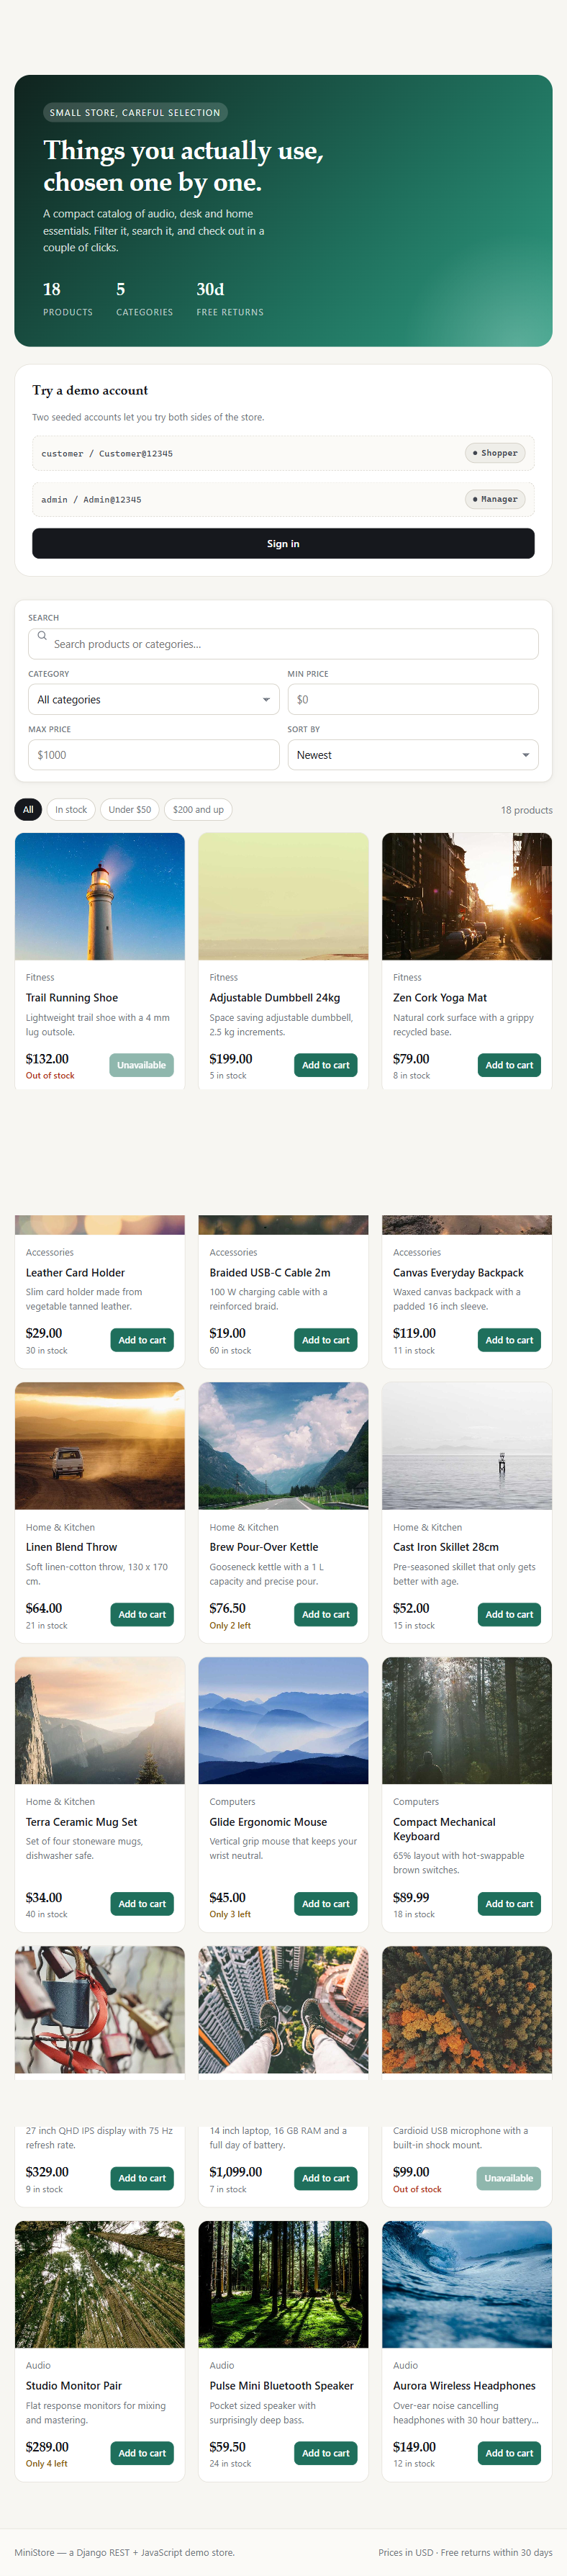 SMALL STORE, CAREFUL SELECTION
Things you actually use,
chosen one by one.
A compact catalog of audio, desk and home
essentials. Filter it, search it, and check out in a
couple of clicks.
18 5 30d
PRODUCTS CATEGORIES FREE RETURNS
Try a demo account
Two seeded accounts let you try both sides of the store.
customer / Customer@12345 Shopper
admin / Admin@12345 Manager
Sign in
SEARCH
Search products or categories...
CATEGORY MIN PRICE
All categories $0
MAX PRICE SORT BY
$1000 Newest
All In stock Under $50 $200 and up 18 products
Fitness
Trail Running Shoe
Lightweight trail shoe with a 4 mm
lug outsole.
$132.00
Out of stock
Unavailable
Fitness
Adjustable Dumbbell 24kg
Space saving adjustable dumbbell,
2.5 kg increments.
$199.00
5 in stock
Add to cart
Fitness
Zen Cork Yoga Mat
Natural cork surface with a grippy
recycled base.
$79.00
8 in stock
Add to cart
Accessories
Leather Card Holder
Slim card holder made from
vegetable tanned leather.
$29.00
30 in stock
Add to cart
Accessories
Braided USB-C Cable 2m
100 W charging cable with a
reinforced braid.
$19.00
60 in stock
Add to cart
Accessories
Canvas Everyday Backpack
Waxed canvas backpack with a
padded 16 inch sleeve.
$119.00
11 in stock
Add to cart
Home & Kitchen
Linen Blend Throw
Soft linen-cotton throw, 130 x 170
cm.
$64.00
21 in stock
Add to cart
Home & Kitchen
Brew Pour-Over Kettle
Gooseneck kettle with a 1 L
capacity and precise pour.
$76.50
Only 2 left
Add to cart
Home & Kitchen
Cast Iron Skillet 28cm
Pre-seasoned skillet that only gets
better with age.
$52.00
15 in stock
Add to cart
Home & Kitchen
Terra Ceramic Mug Set
Set of four stoneware mugs,
dishwasher safe.
$34.00
40 in stock
Add to cart
Computers
Glide Ergonomic Mouse
Vertical grip mouse that keeps your
wrist neutral.
$45.00
Only 3 left
Add to cart
Computers
Compact Mechanical
Keyboard
65% layout with hot-swappable
brown switches.
$89.99
18 in stock
Add to cart
27 inch QHD IPS display with 75 Hz
refresh rate.
$329.00
9 in stock
Add to cart
14 inch laptop, 16 GB RAM and a
full day of battery.
$1,099.00
7 in stock
Add to cart
Cardioid USB microphone with a
built-in shock mount.
$99.00
Out of stock
Unavailable
Audio
Studio Monitor Pair
Flat response monitors for mixing
and mastering.
$289.00
Only 4 left
Add to cart
Audio
Pulse Mini Bluetooth Speaker
Pocket sized speaker with
surprisingly deep bass.
$59.50
24 in stock
Add to cart
Audio
Aurora Wireless Headphones
Over-ear noise cancelling
headphones with 30 hour battery...
$149.00
12 in stock
Add to cart
MiniStore — a Django REST + JavaScript demo store. Prices in USD · Free returns within 30 days